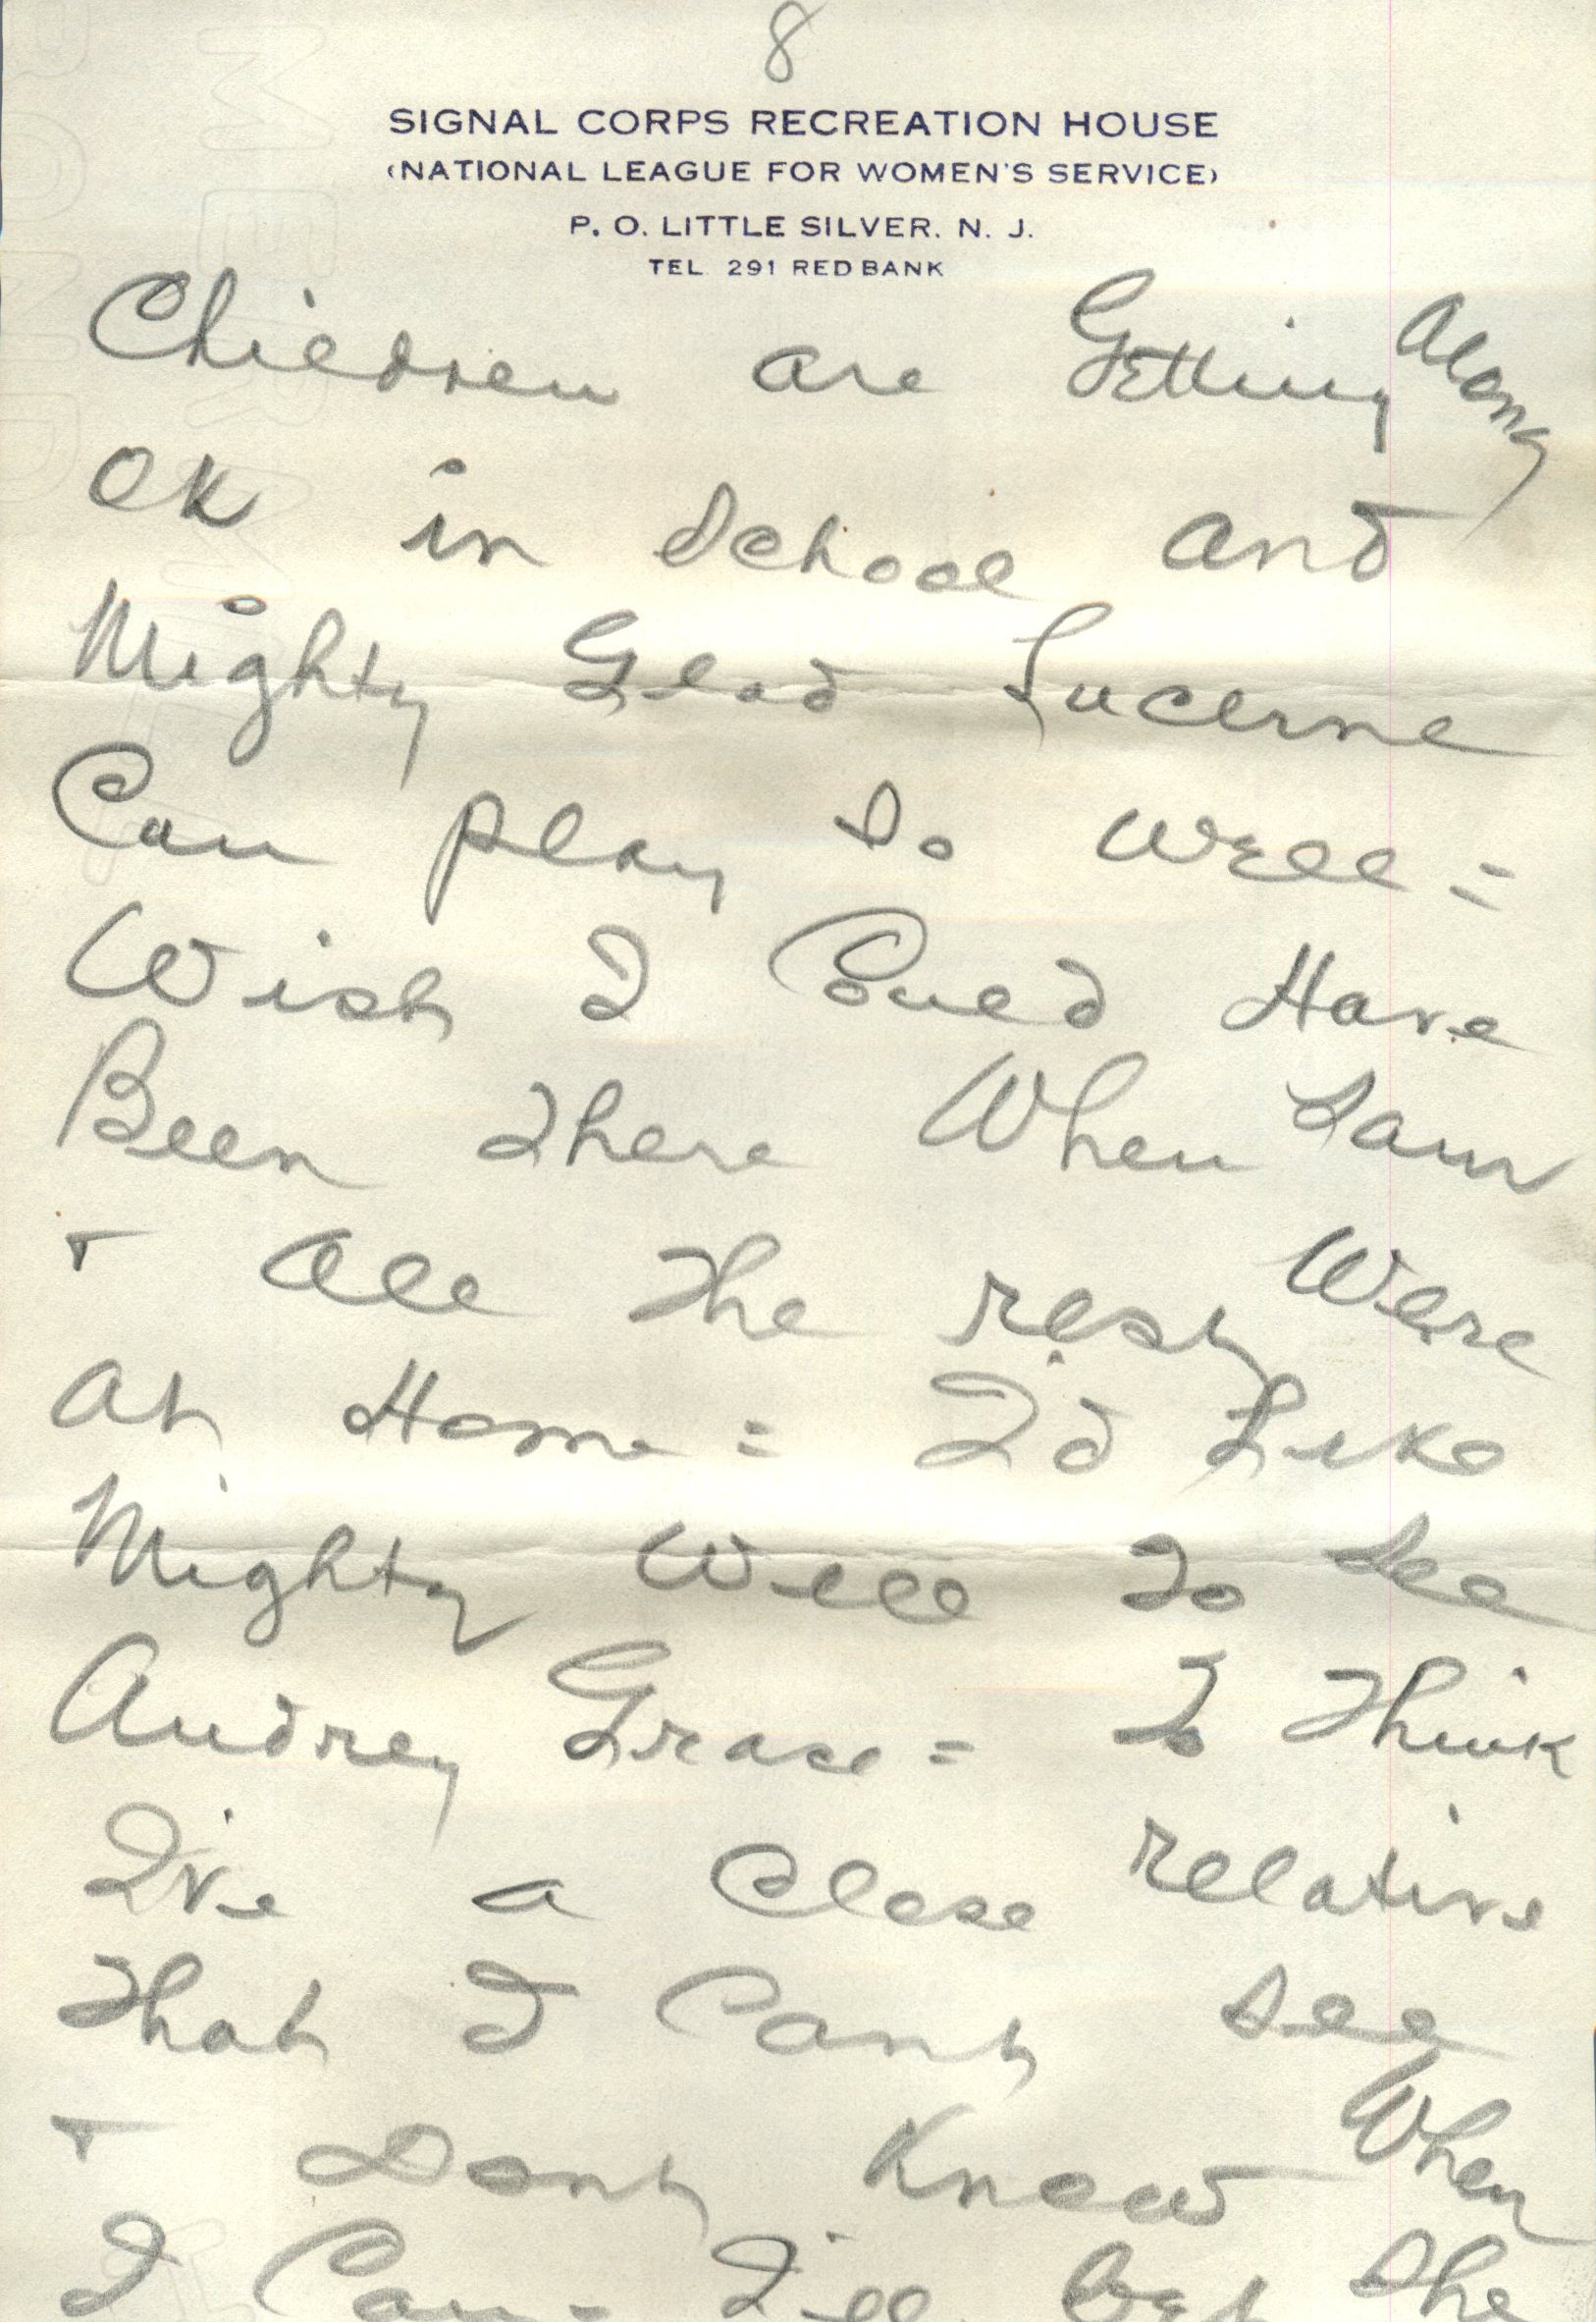 8
SIGNAL CORPS RECREATION HOUSE
(NATIONAL LEAGUE FOR WOMEN'S SERVICE)
P. O. LITTLE SILVER. N. J.
TEL. 291 RED BANK
Children are Getting Along
OK in School and
Mighty Glad Lucerne
Can play So Well =
Wish I Could Have
Been There When Sam
+ All The rest Were
at Home = I'd Like
Mighty Well To See
Audrey Grace = To Think
I've a Close relative
That I Cant See
+ Dont Know When
I Can = I'll bet She